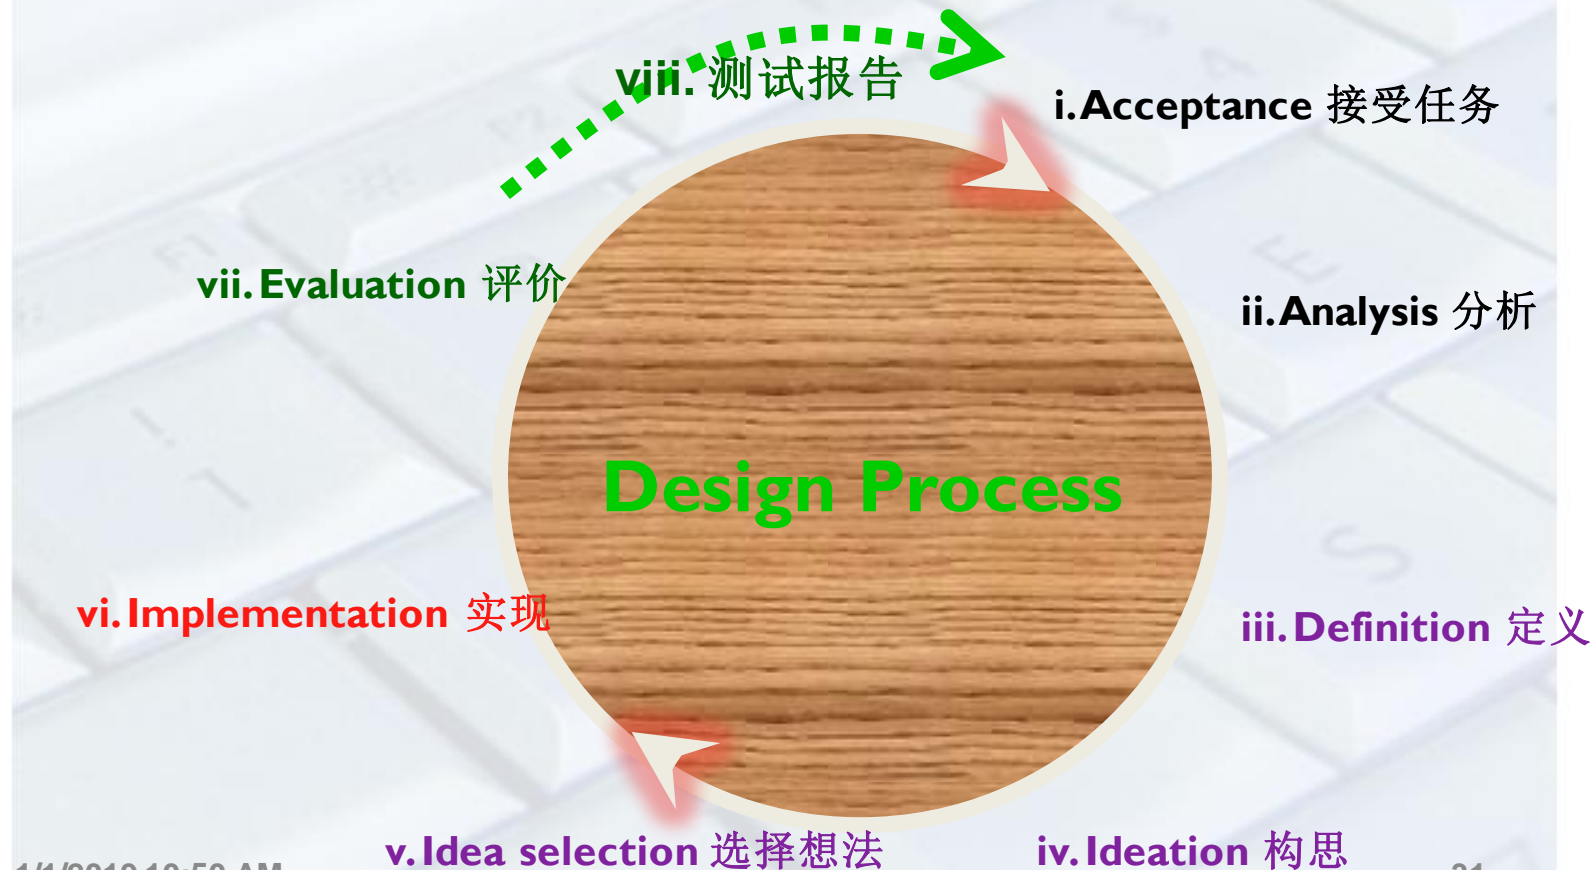 viii. 测试报告
i. Acceptance 接受任务
vii. Evaluation 评价
ii. Analysis 分析
Design Process
vi. Implementation 实现
iii. Definition 定义
v. Idea selection 选择想法
iv. Ideation 构思